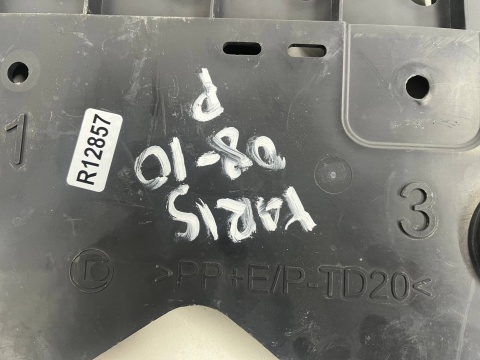 YARIS
08-10
P
R12857
1
3
>PP+E/P-TD20<